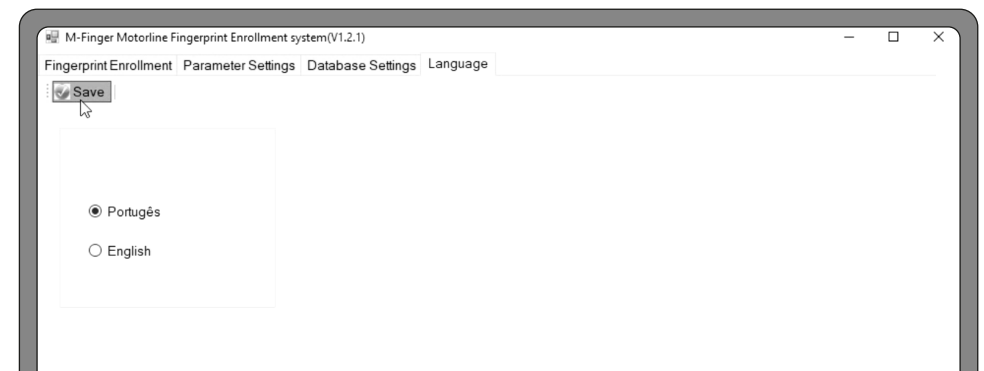 M-Finger Motorline Fingerprint Enrollment system(V1.2.1)
Fingerprint Enrollment Parameter Settings Database Settings Language
Save
Portugês
English